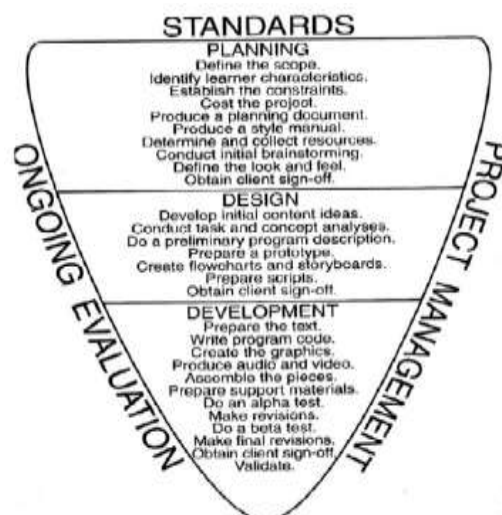 STANDARDS
PLANNING
Define the scope.
Identify learner characteristics.
Establish the constraints.
Cost the project.
Produce a planning document.
Produce a style manual.
Determine and collect resources.
Conduct initial brainstorming.
Define the look and feel.
Obtain client sign-off.
DESIGN
Develop initial content ideas.
Conduct task and concept analyses.
Do a preliminary program description.
Prepare a prototype.
Create flowcharts and storyboards.
Prepare scripts.
Obtain client sign-off.
DEVELOPMENT
Prepare the text.
Write program code.
Create the graphics.
Produce audio and video.
Assemble the pieces.
Prepare support materials.
Do an alpha test.
Make revisions.
Do a beta test.
Make final revisions.
Obtain client sign-off.
Validate.
ONGOING EVALUATION
PROJECT MANAGEMENT